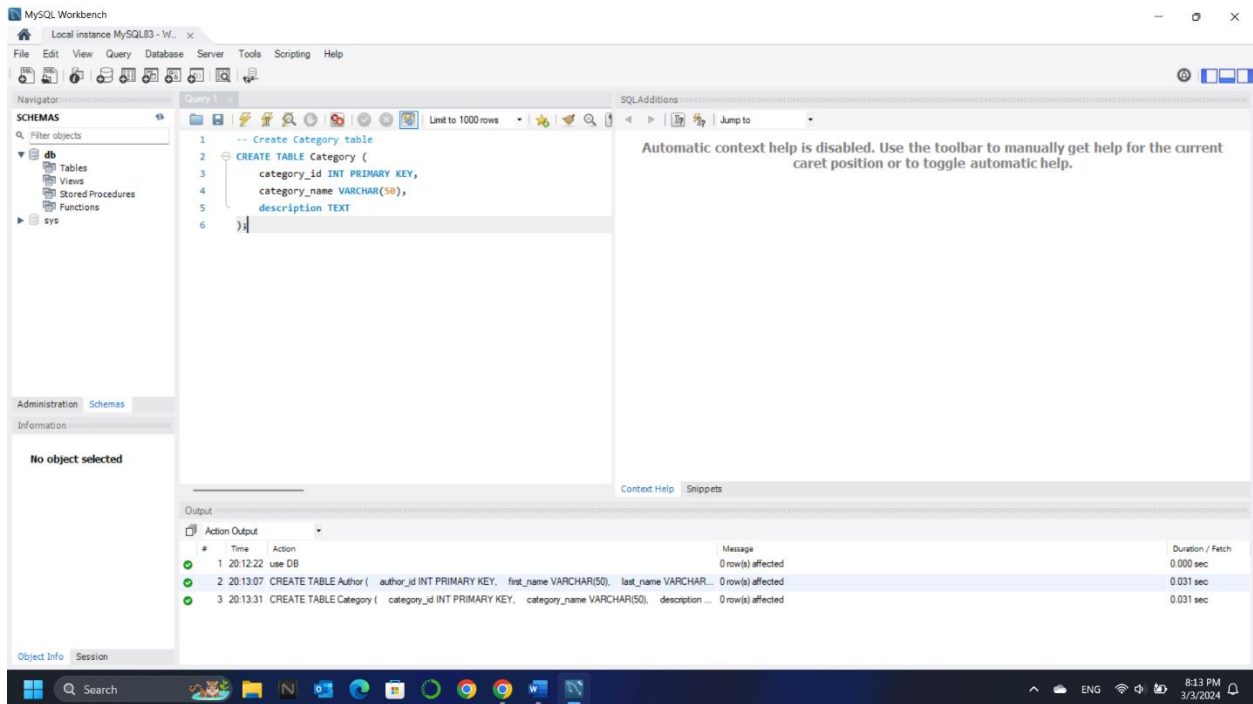 MySQL Workbench
Local instance MySQL83 - W... x
File Edit View Query Database Server Tools Scripting Help
Navigator
SCHEMAS
Filter objects
db
Tables
Views
Stored Procedures
Functions
sys
Administration Schemas
Information
No object selected
Object Info Session
Query 1 x
Limit to 1000 rows
1 -- Create Category table
2 CREATE TABLE Category (
3 category_id INT PRIMARY KEY,
4 category_name VARCHAR(50),
5 description TEXT
6 );
SQLAdditions
Jump to
Automatic context help is disabled. Use the toolbar to manually get help for the current
caret position or to toggle automatic help.
Context Help Snippets
Output
Action Output
# Time Action Message Duration / Fetch
1 20:12:22 use DB 0 row(s) affected 0.000 sec
2 20:13:07 CREATE TABLE Author ( author_id INT PRIMARY KEY, first_name VARCHAR(50), last_name VARCHAR... 0 row(s) affected 0.031 sec
3 20:13:31 CREATE TABLE Category ( category_id INT PRIMARY KEY, category_name VARCHAR(50), description ... 0 row(s) affected 0.031 sec
Search
ENG
8:13 PM
3/3/2024